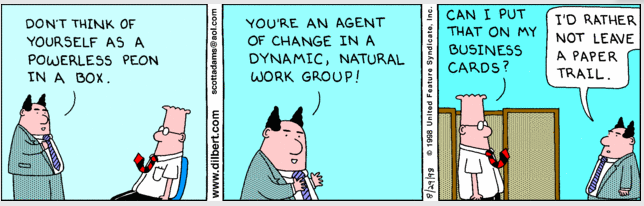 DON'T THINK OF
YOURSELF AS A
POWERLESS PEON
IN A BOX.
scottadams@aol.com
www.dilbert.com
YOU'RE AN AGENT
OF CHANGE IN A
DYNAMIC, NATURAL
WORK GROUP!
8/29/98 © 1998 United Feature Syndicate, Inc.
CAN I PUT
THAT ON MY
BUSINESS
CARDS?
I'D RATHER
NOT LEAVE
A PAPER
TRAIL.